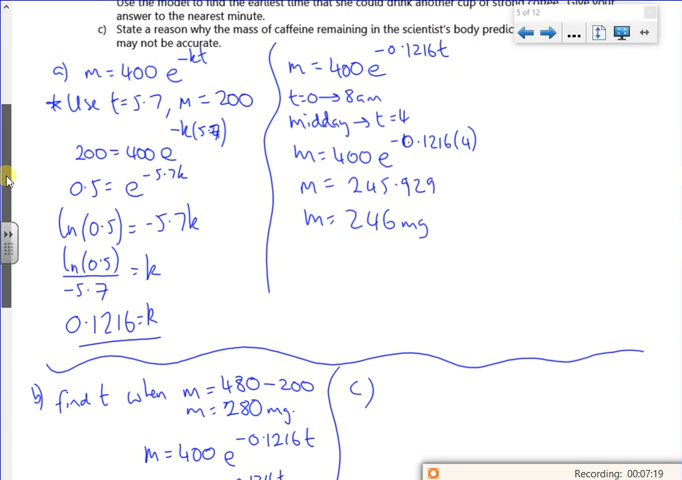 Use the model to find the earliest time that she could drink another cup of strong coffee. Give your
answer to the nearest minute.
c) State a reason why the mass of caffeine remaining in the scientist's body predic
may not be accurate.
5 of 12
a) m = 400 e^-kt
*Use t = 5.7, m = 200
200 = 400 e^-k(5.7)
0.5 = e^-5.7k
ln(0.5) = -5.7k
ln(0.5)/-5.7 = k
0.1216 = k
m = 400 e^-0.1216t
t=0 → 8am
midday → t = 4
m = 400 e^-0.1216(4)
m = 245.929
m = 246 mg
b) find t when m = 480 - 200
m = 280 mg.
m = 400 e^-0.1216t
c)
Recording: 00:07:19